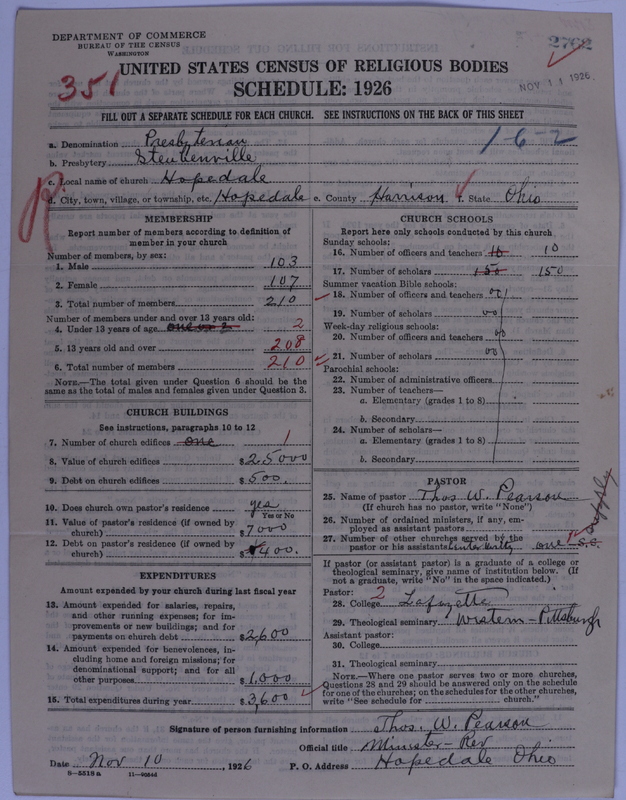 DEPARTMENT OF COMMERCE
BUREAU OF THE CENSUS
WASHINGTON
2762
NOV 11 1926
351
UNITED STATES CENSUS OF RELIGIOUS BODIES
SCHEDULE: 1926
FILL OUT A SEPARATE SCHEDULE FOR EACH CHURCH. SEE INSTRUCTIONS ON THE BACK OF THIS SHEET
1-6-2
a. Denomination Presbyterian
b. Presbytery Steubenville
c. Local name of church Hopedale
d. City, town, village, or township, etc. Hopedale e. County Harrison f. State Ohio
MEMBERSHIP
Report number of members according to definition of
member in your church
Number of members, by sex:
1. Male 103
2. Female 107
3. Total number of members 210
Number of members under and over 13 years old:
4. Under 13 years of age one or 2 2
5. 13 years old and over 208
6. Total number of members 210
NOTE.—The total given under Question 6 should be the
same as the total of males and females given under Question 3.
CHURCH BUILDINGS
See instructions, paragraphs 10 to 12
7. Number of church edifices one 1
8. Value of church edifices $25000
9. Debt on church edifices $500.
10. Does church own pastor's residence? yes
Yes or No
11. Value of pastor's residence (if owned by
church) $7000
12. Debt on pastor's residence (if owned by
church) $400.
EXPENDITURES
Amount expended by your church during last fiscal year
13. Amount expended for salaries, repairs,
and other running expenses; for im-
provements or new buildings; and for
payments on church debt $2,600
14. Amount expended for benevolences, in-
cluding home and foreign missions; for
denominational support; and for all
other purposes $1,000
15. Total expenditures during year $3,600
CHURCH SCHOOLS
Report here only schools conducted by this church
Sunday schools:
16. Number of officers and teachers 10 10
17. Number of scholars 150 150
Summer vacation Bible schools:
18. Number of officers and teachers
19. Number of scholars
Week-day religious schools:
20. Number of officers and teachers
21. Number of scholars
Parochial schools:
22. Number of administrative officers
23. Number of teachers—
a. Elementary (grades 1 to 8)
b. Secondary
24. Number of scholars—
a. Elementary (grades 1 to 8)
b. Secondary
PASTOR
25. Name of pastor Thos W. Pearson
(If church has no pastor, write "None")
26. Number of ordained ministers, if any, em-
ployed as assistant pastors
27. Number of other churches served by the
pastor or his assistants one S.S. Supply
If pastor (or assistant pastor) is a graduate of a college or
theological seminary, give name of institution below. (If
not a graduate, write "No" in the space indicated.)
Pastor: 2
28. College Lafayette
29. Theological seminary Western - Pittsburgh
Assistant pastor:
30. College
31. Theological seminary
NOTE.—Where one pastor serves two or more churches,
Questions 28 and 29 should be answered only on the schedule
for one of the churches; on the schedules for the other churches,
write "See schedule for church."
Signature of person furnishing information Thos. W. Pearson
Official title Minister - Rev
Date Nov 10, 1926 P. O. Address Hopedale Ohio
8—5518a 11—9064d